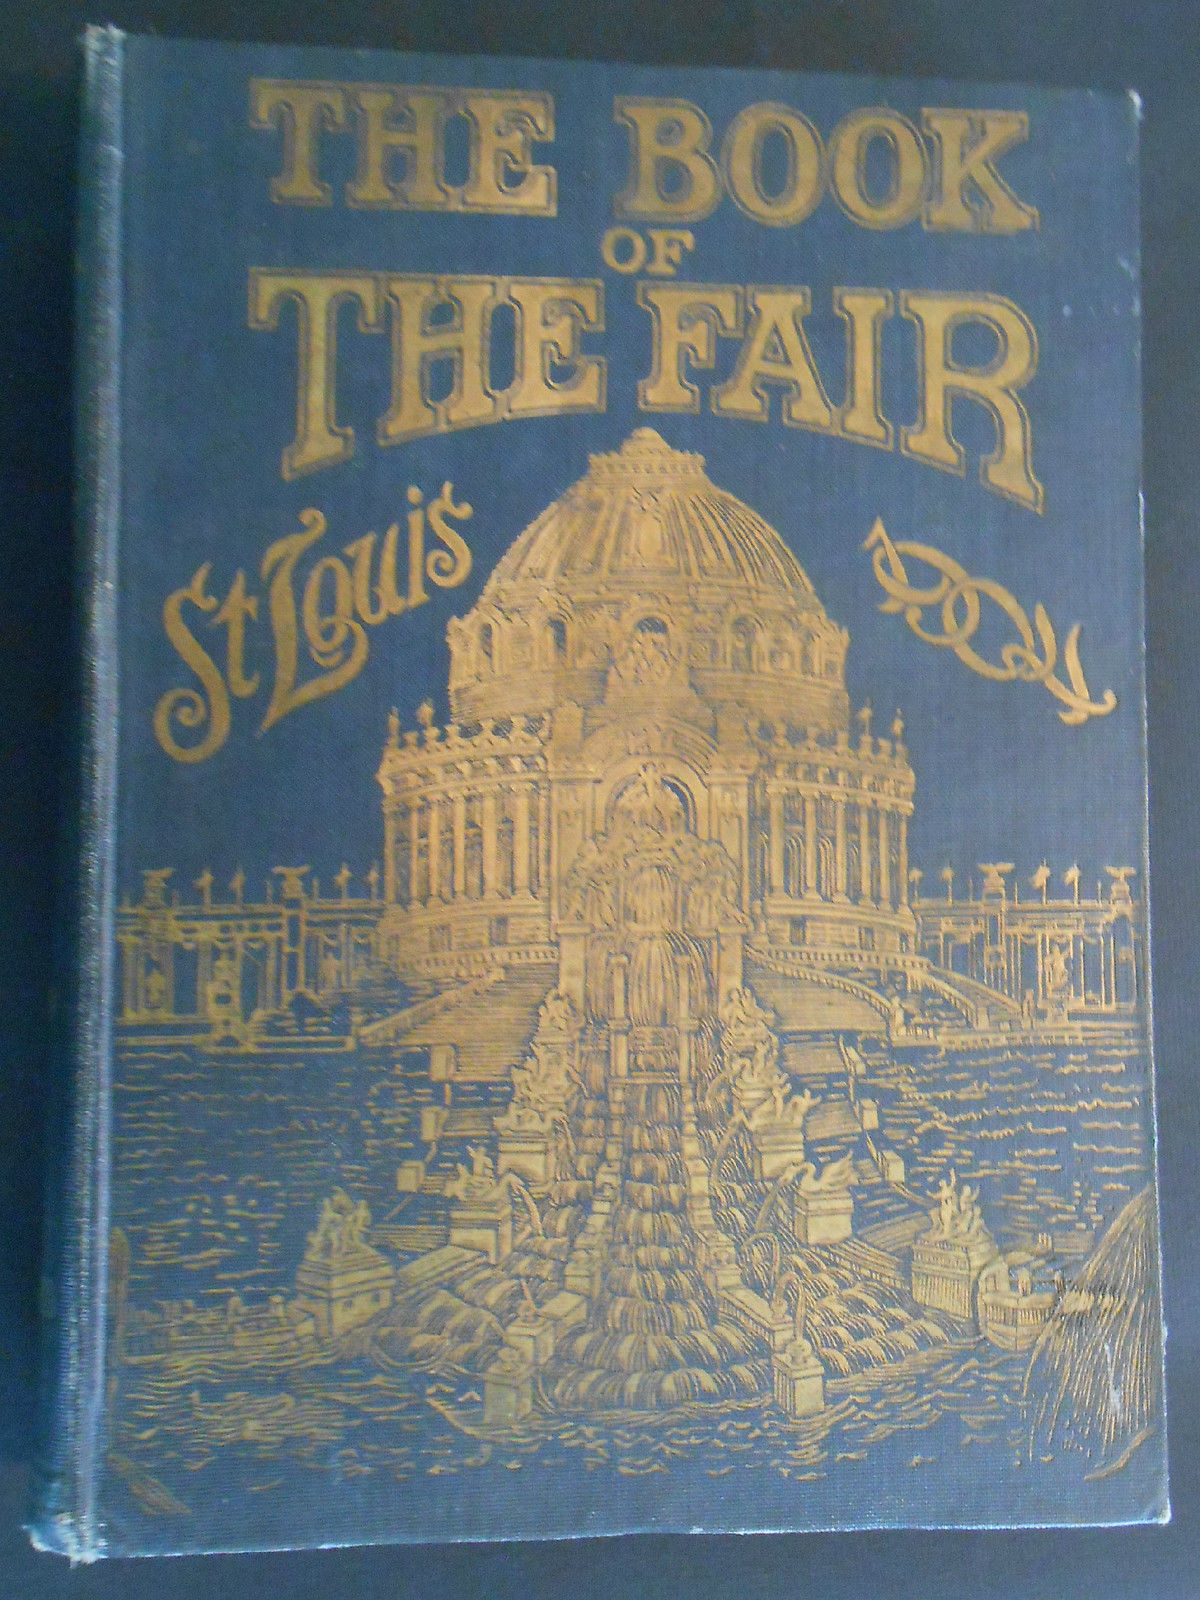 THE BOOK
OF
THE FAIR
St Louis 1904